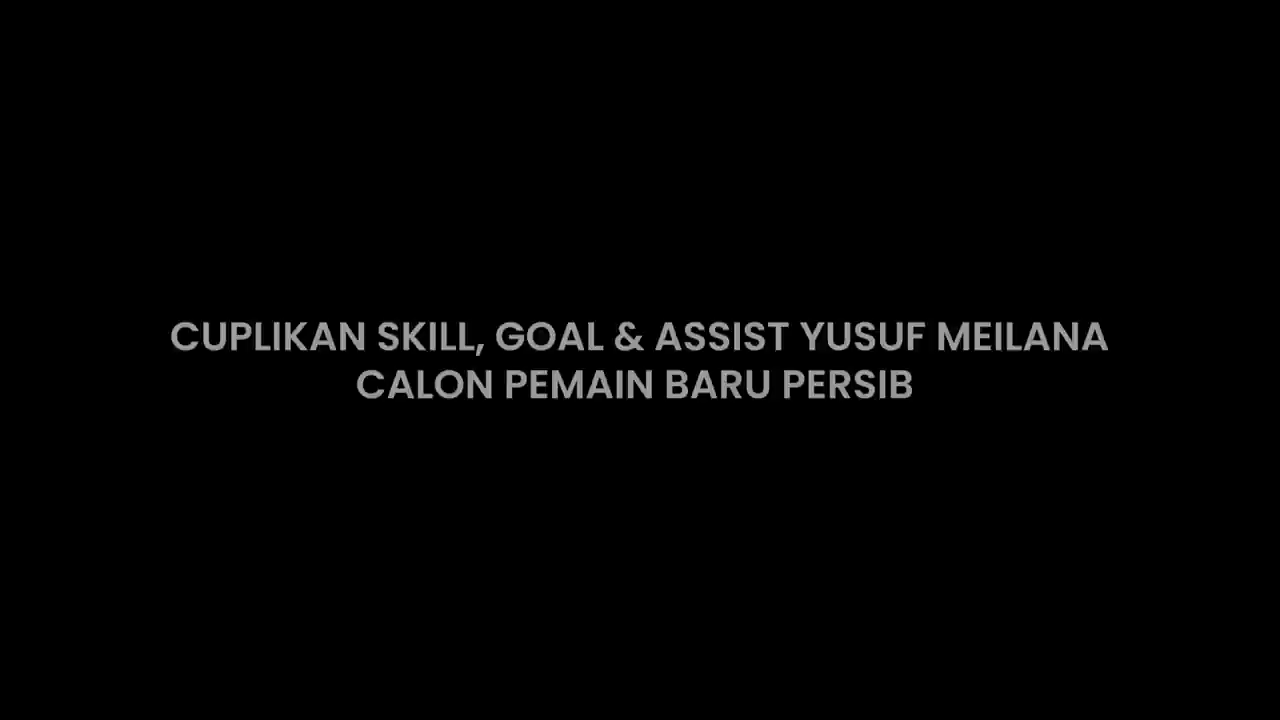 CUPLIKAN SKILL, GOAL & ASSIST YUSUF MEILANA
CALON PEMAIN BARU PERSIB